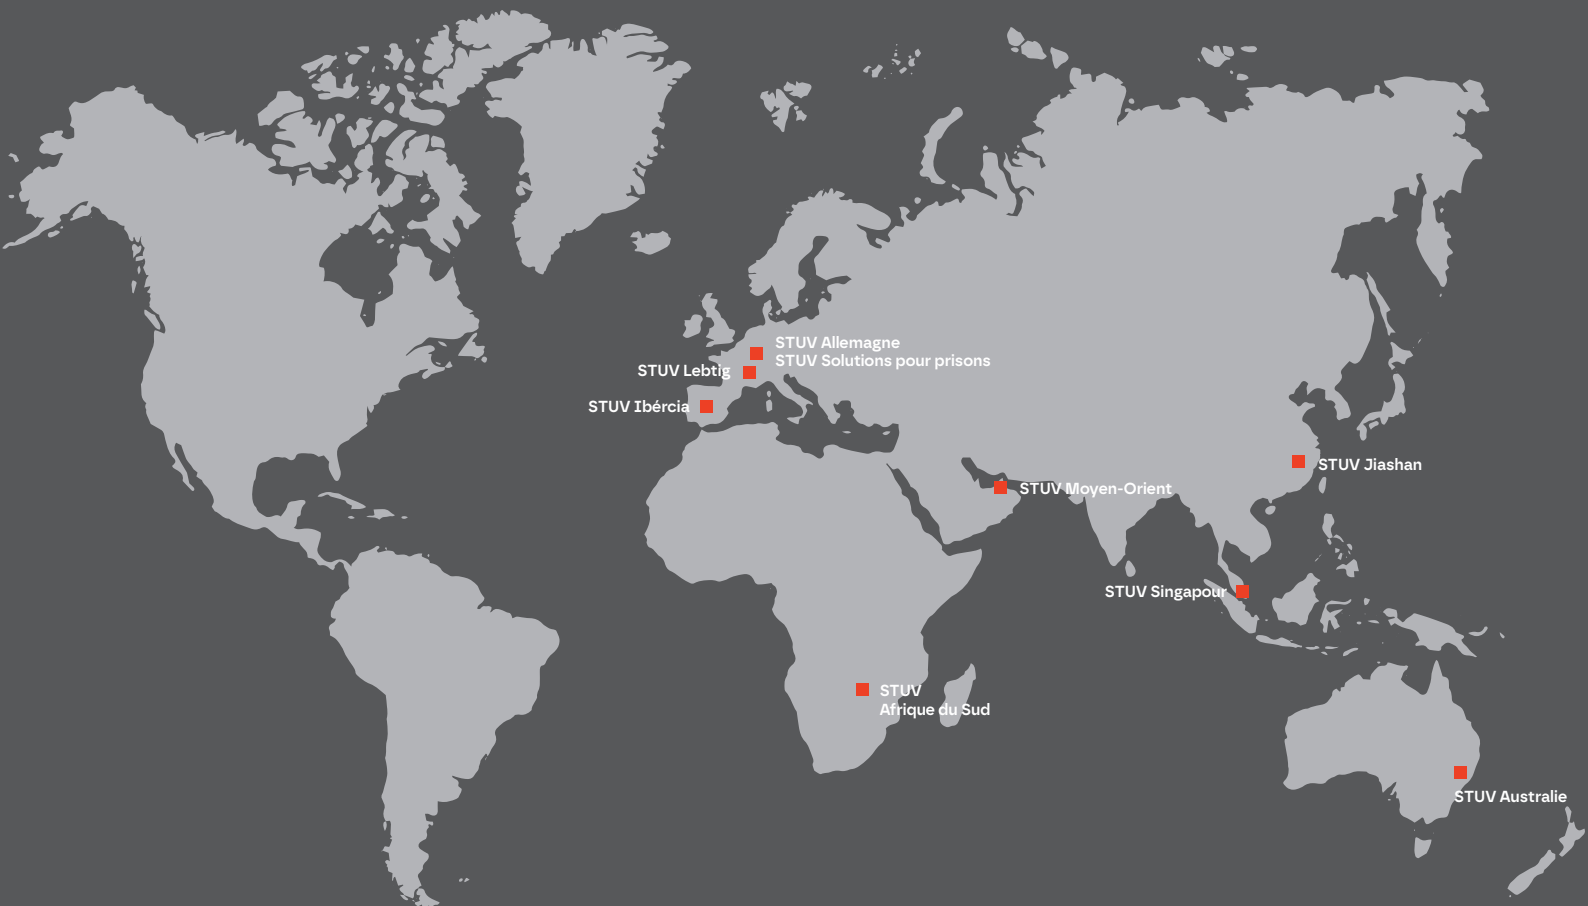 STUV Allemagne
STUV Solutions pour prisons
STUV Lebtig
STUV Ibércia
STUV Jiashan
STUV Moyen-Orient
STUV Singapour
STUV
Afrique du Sud
STUV Australie